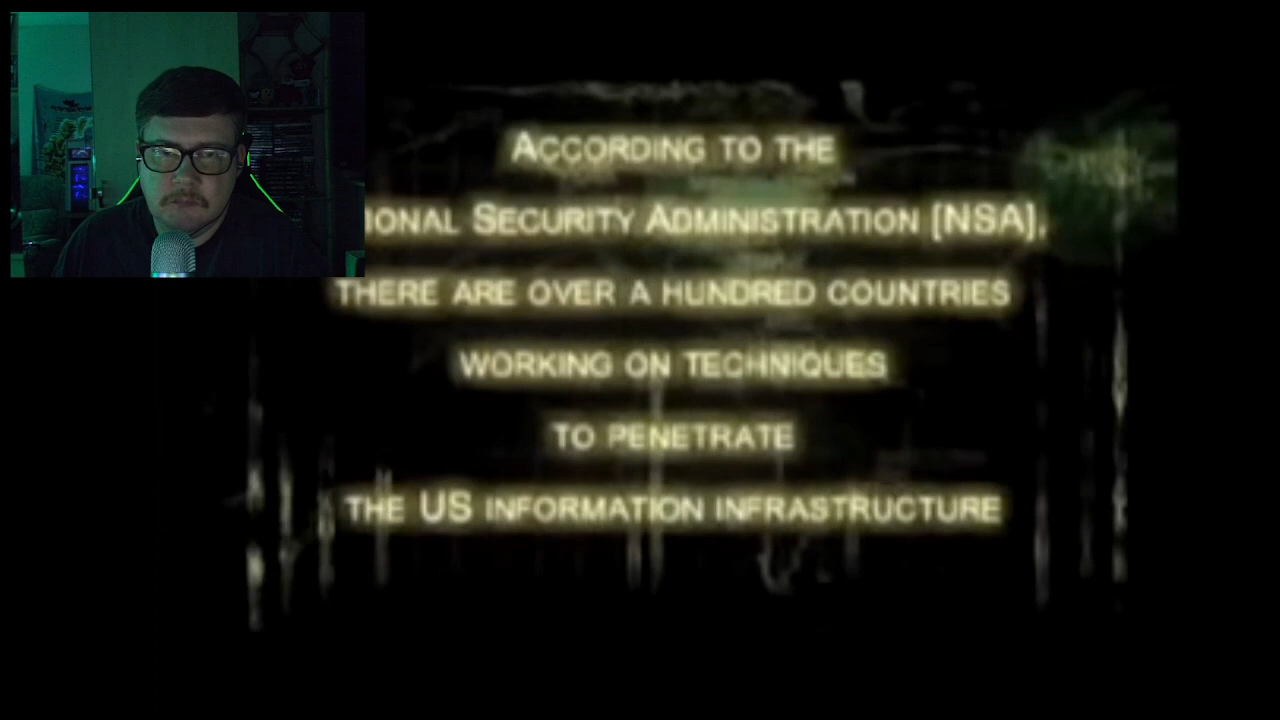 According to the
ional Security Administration [NSA],
there are over a hundred countries
working on techniques
to penetrate
the US information infrastructure